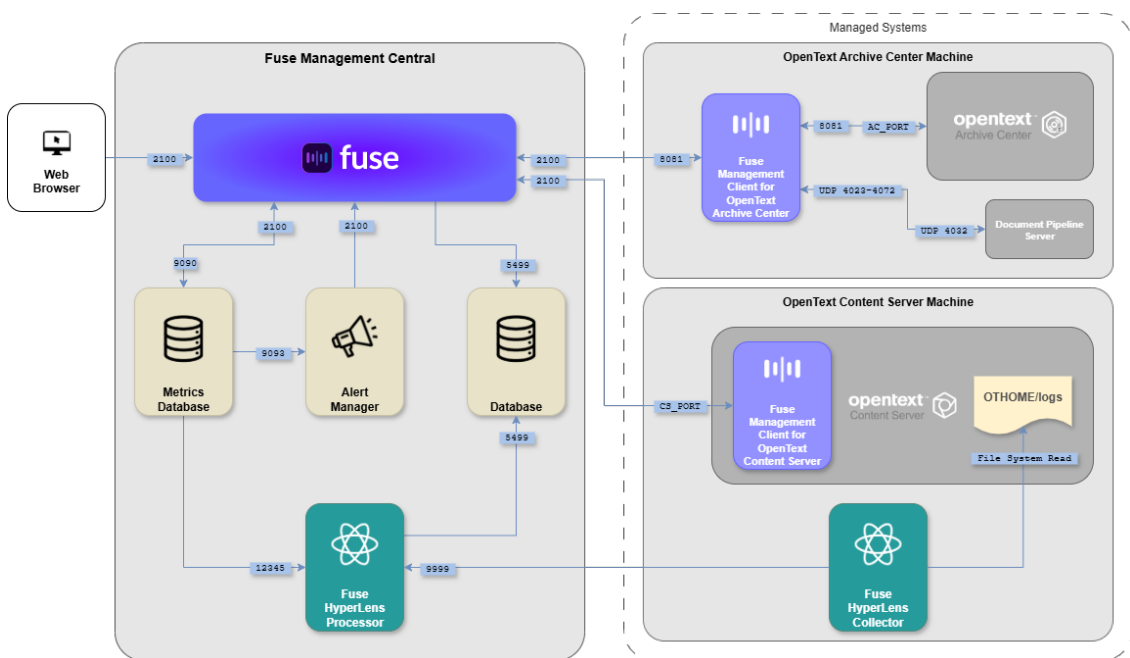 Managed Systems
Fuse Management Central
OpenText Archive Center Machine
Web
Browser
2100
fuse
2100
2100
8081
Fuse
Management
Client for
OpenText
Archive Center
8081
AC_PORT
opentext™
Archive Center
UDP 4023-4072
UDP 4032
Document Pipeline
Server
2100
2100
9090
5499
Metrics
Database
9093
Alert
Manager
Database
5499
OpenText Content Server Machine
CS_PORT
Fuse
Management
Client for
OpenText
Content Server
opentext™
Content Server
OTHOME/logs
File System Read
12345
Fuse
HyperLens
Processor
9999
Fuse
HyperLens
Collector